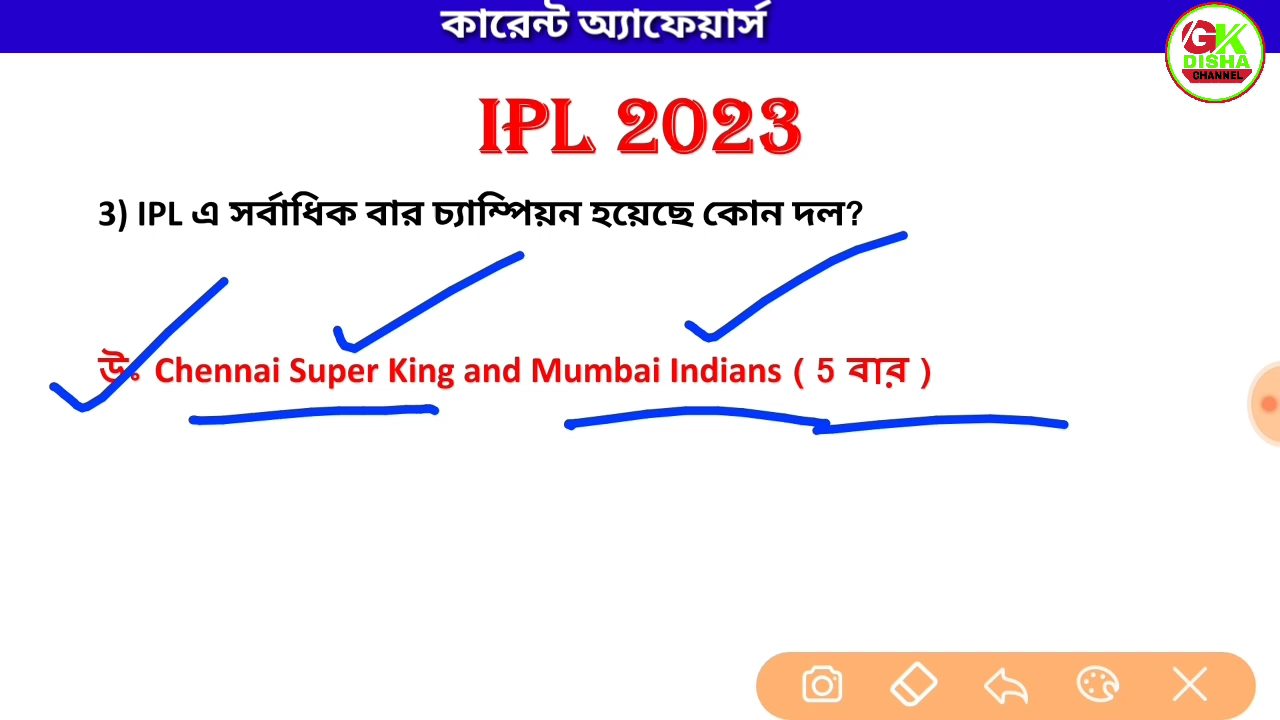 কারেন্ট অ্যাফেয়ার্স
GK
DISHA
CHANNEL
IPL 2023
3) IPL এ সর্বাধিক বার চ্যাম্পিয়ন হয়েছে কোন দল?
উঃ Chennai Super King and Mumbai Indians ( 5 বার )